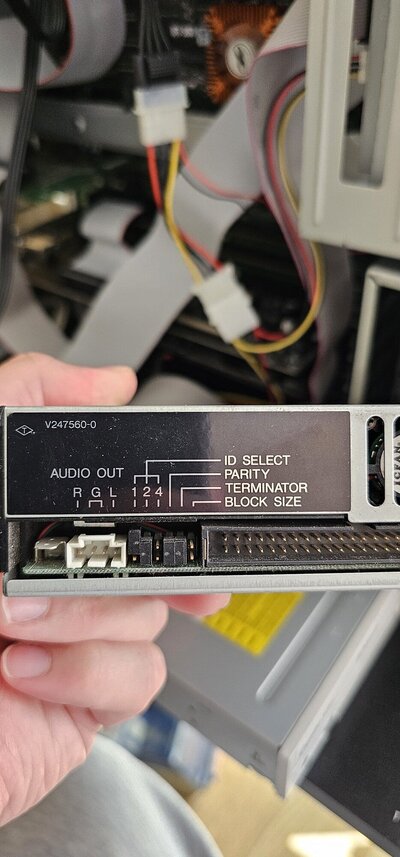 V247560-0
T
ID SELECT
PARITY
AUDIO OUT
TERMINATOR
R G L 1 2 4
BLOCK SIZE